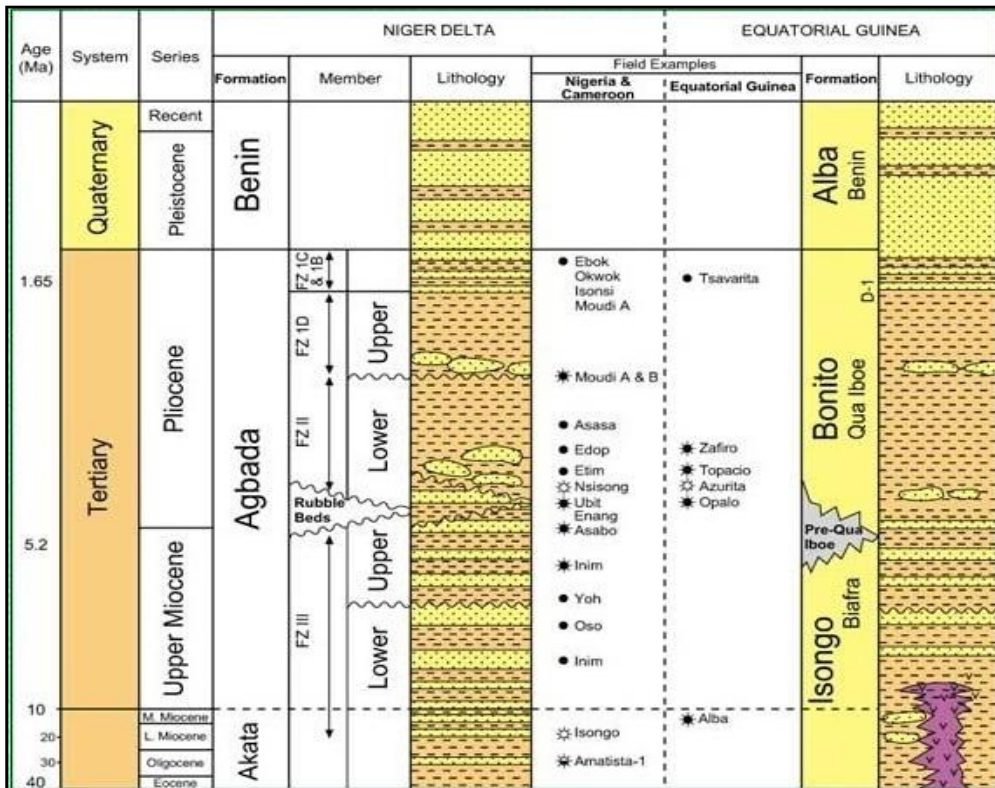 NIGER DELTA
EQUATORIAL GUINEA
Age
(Ma)
System
Series
Formation
Member
Lithology
Field Examples
Nigeria &
Cameroon
Equatorial Guinea
Formation
Lithology
Quaternary
Recent
Pleistocene
Benin
Alba
Benin
1.65
Tertiary
Pliocene
Agbada
FZ 1C
& 1B
FZ 1D
Upper
FZ II
Lower
Rubble
Beds
Ebok
Okwok
Isonsi
Moudi A
Tsavarita
D-1
Moudi A & B
Asasa
Edop
Zafiro
Etim
Topacio
Nsisong
Azurita
Ubit
Opalo
Enang
Asabo
Bonito
Qua Iboe
Pre-Qua
Iboe
5.2
Upper Miocene
FZ III
Upper
Lower
Inim
Yoh
Oso
Inim
Isongo
Biafra
10
M. Miocene
Alba
20
L. Miocene
Isongo
30
Oligocene
Amatista-1
40
Eocene
Akata